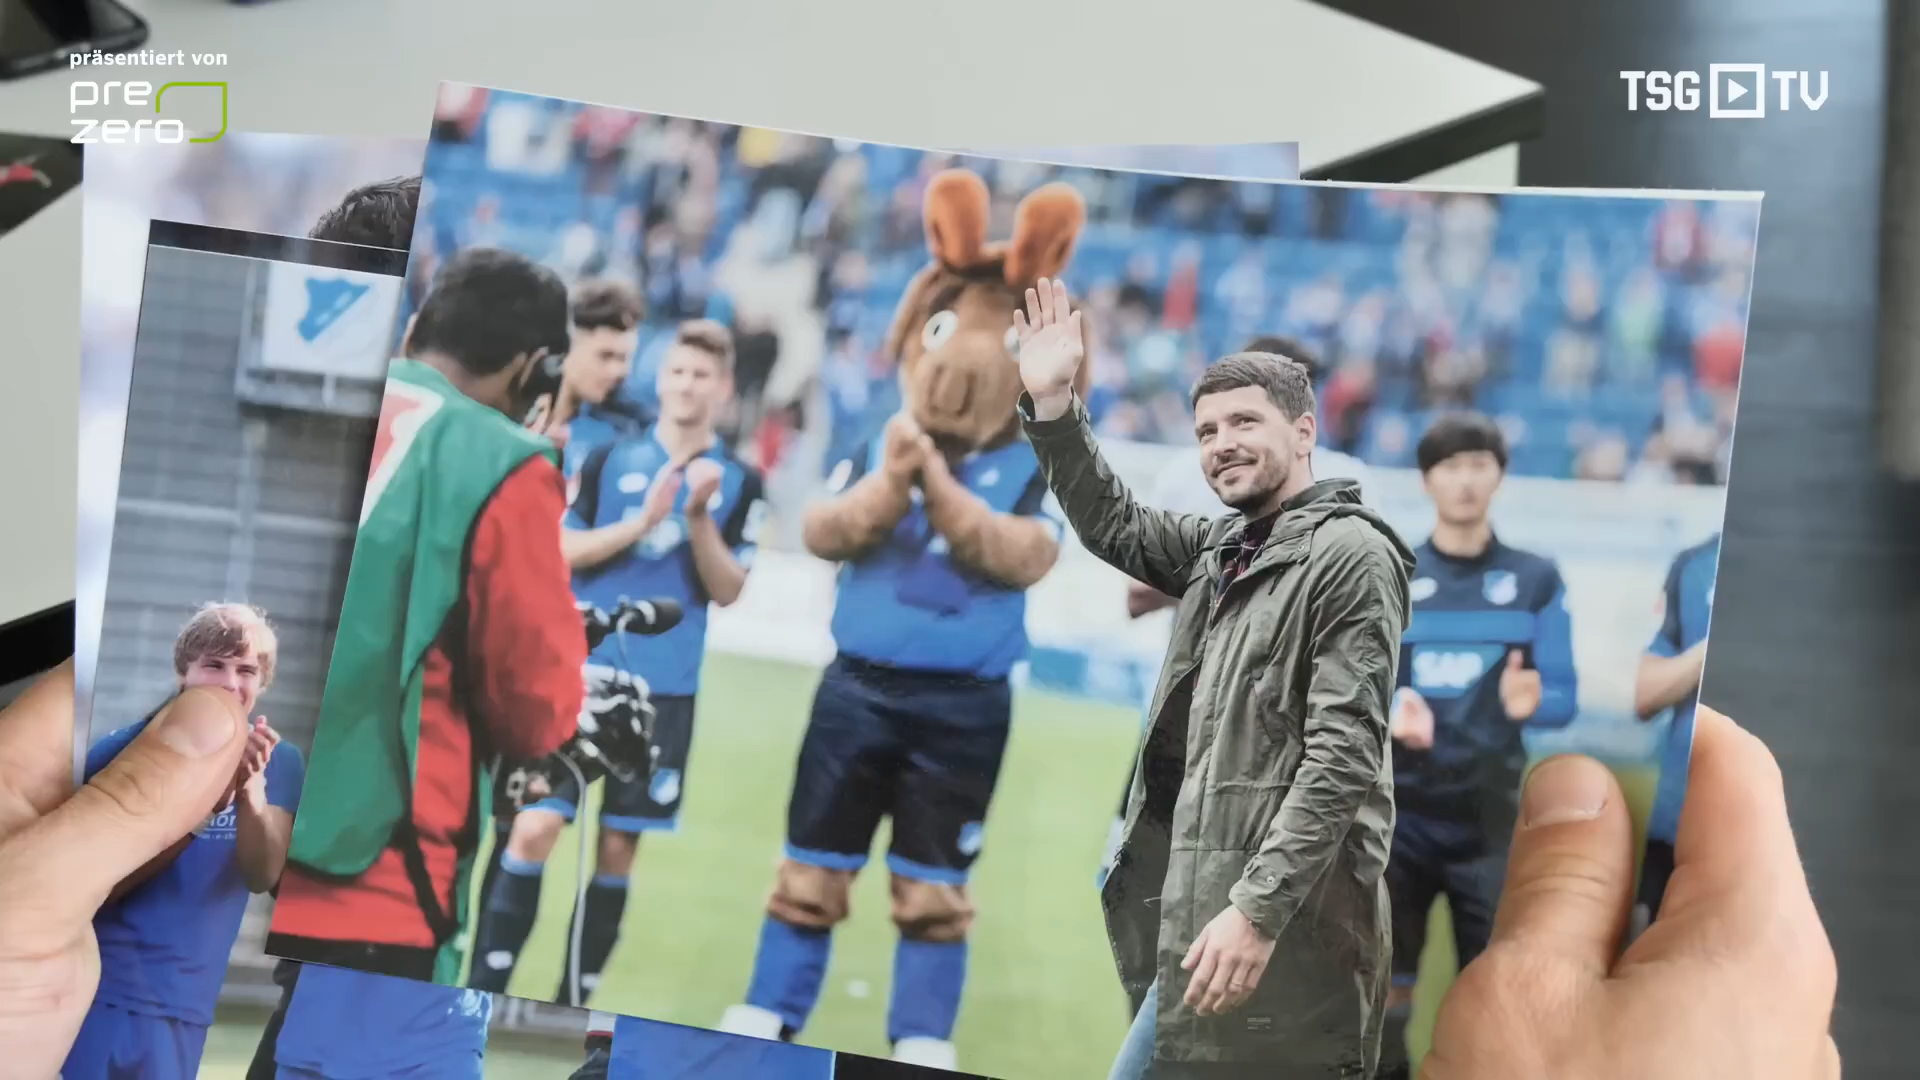 präsentiert von
pre
zero
TSG TV
SAP